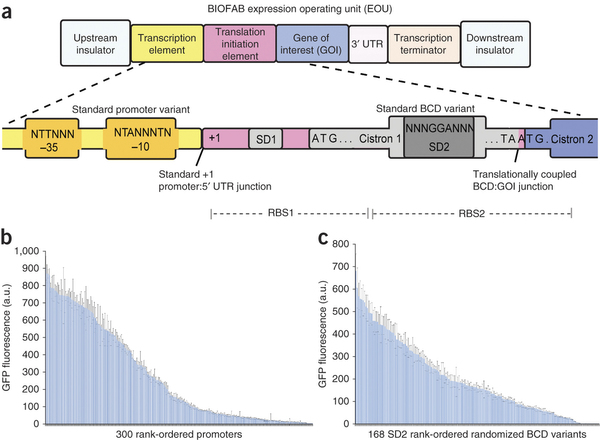 a
BIOFAB expression operating unit (EOU)
Upstream
insulator
Transcription
element
Translation
initiation
element
Gene of
interest (GOI)
3′ UTR
Transcription
terminator
Downstream
insulator
Standard promoter variant
Standard BCD variant
NTTNNN
–35
NTANNNTN
–10
+1
SD1
ATG... Cistron 1
NNNGGANNN
SD2
...TAATG. Cistron 2
Standard +1
promoter:5′ UTR junction
Translationally coupled
BCD:GOI junction
RBS1
RBS2
b
GFP fluorescence (a.u.)
1,000
900
800
700
600
500
400
300
200
100
0
300 rank-ordered promoters
c
GFP fluorescence (a.u.)
800
700
600
500
400
300
200
100
0
168 SD2 rank-ordered randomized BCD variants